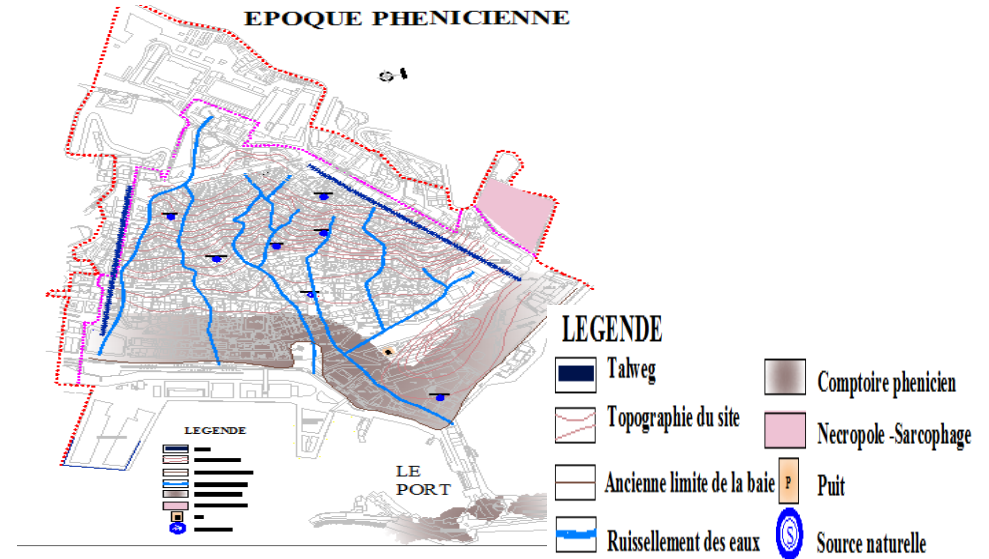 EPOQUE PHENICIENNE
LEGENDE
LE
PORT
LEGENDE
Talweg
Topographie du site
Ancienne limite de la baie
Ruissellement des eaux
Comptoire phenicien
Necropole -Sarcophage
P
Puit
S
Source naturelle